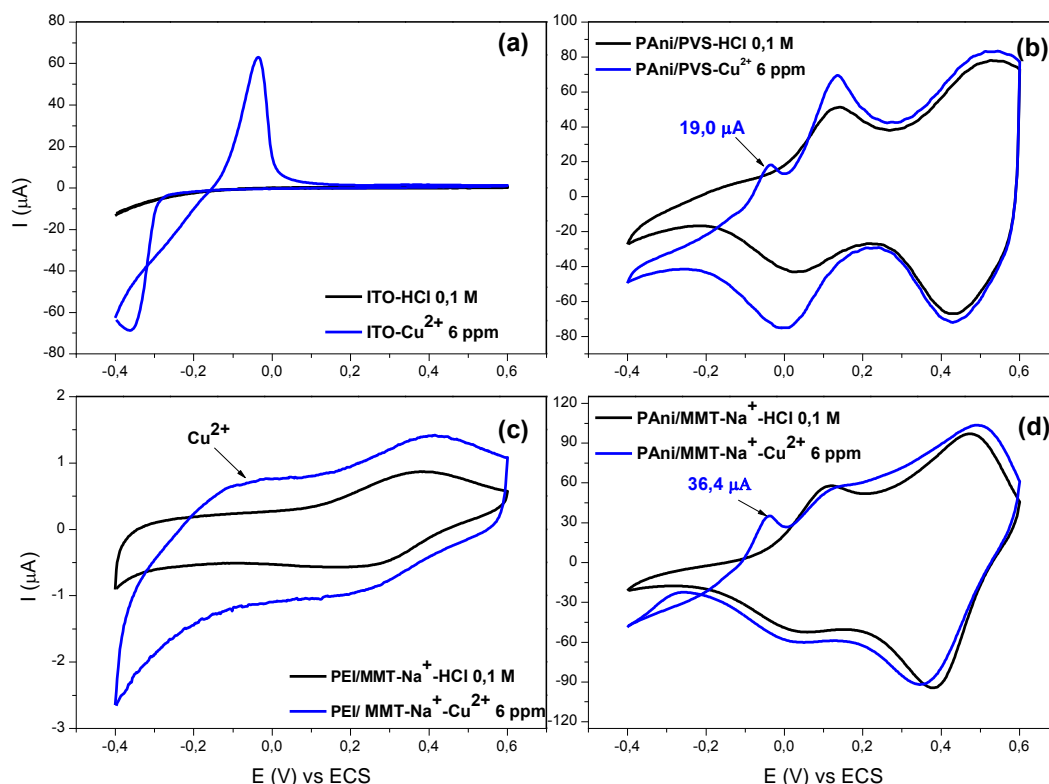 (a)
80
60
40
20
0
-20
-40
-60
-80
I (µA)
ITO-HCl 0,1 M
ITO-Cu²⁺ 6 ppm
-0,4 -0,2 0,0 0,2 0,4 0,6
(b)
100
80
60
40
20
0
-20
-40
-60
-80
PAni/PVS-HCl 0,1 M
PAni/PVS-Cu²⁺ 6 ppm
19,0 µA
-0,4 -0,2 0,0 0,2 0,4 0,6
(c)
2
1
0
-1
-2
-3
I (µA)
Cu²⁺
PEI/MMT-Na⁺-HCl 0,1 M
PEI/ MMT-Na⁺-Cu²⁺ 6 ppm
-0,4 -0,2 0,0 0,2 0,4 0,6
E (V) vs ECS
(d)
120
90
60
30
0
-30
-60
-90
-120
PAni/MMT-Na⁺-HCl 0,1 M
PAni/MMT-Na⁺-Cu²⁺ 6 ppm
36,4 µA
-0,4 -0,2 0,0 0,2 0,4 0,6
E (V) vs ECS